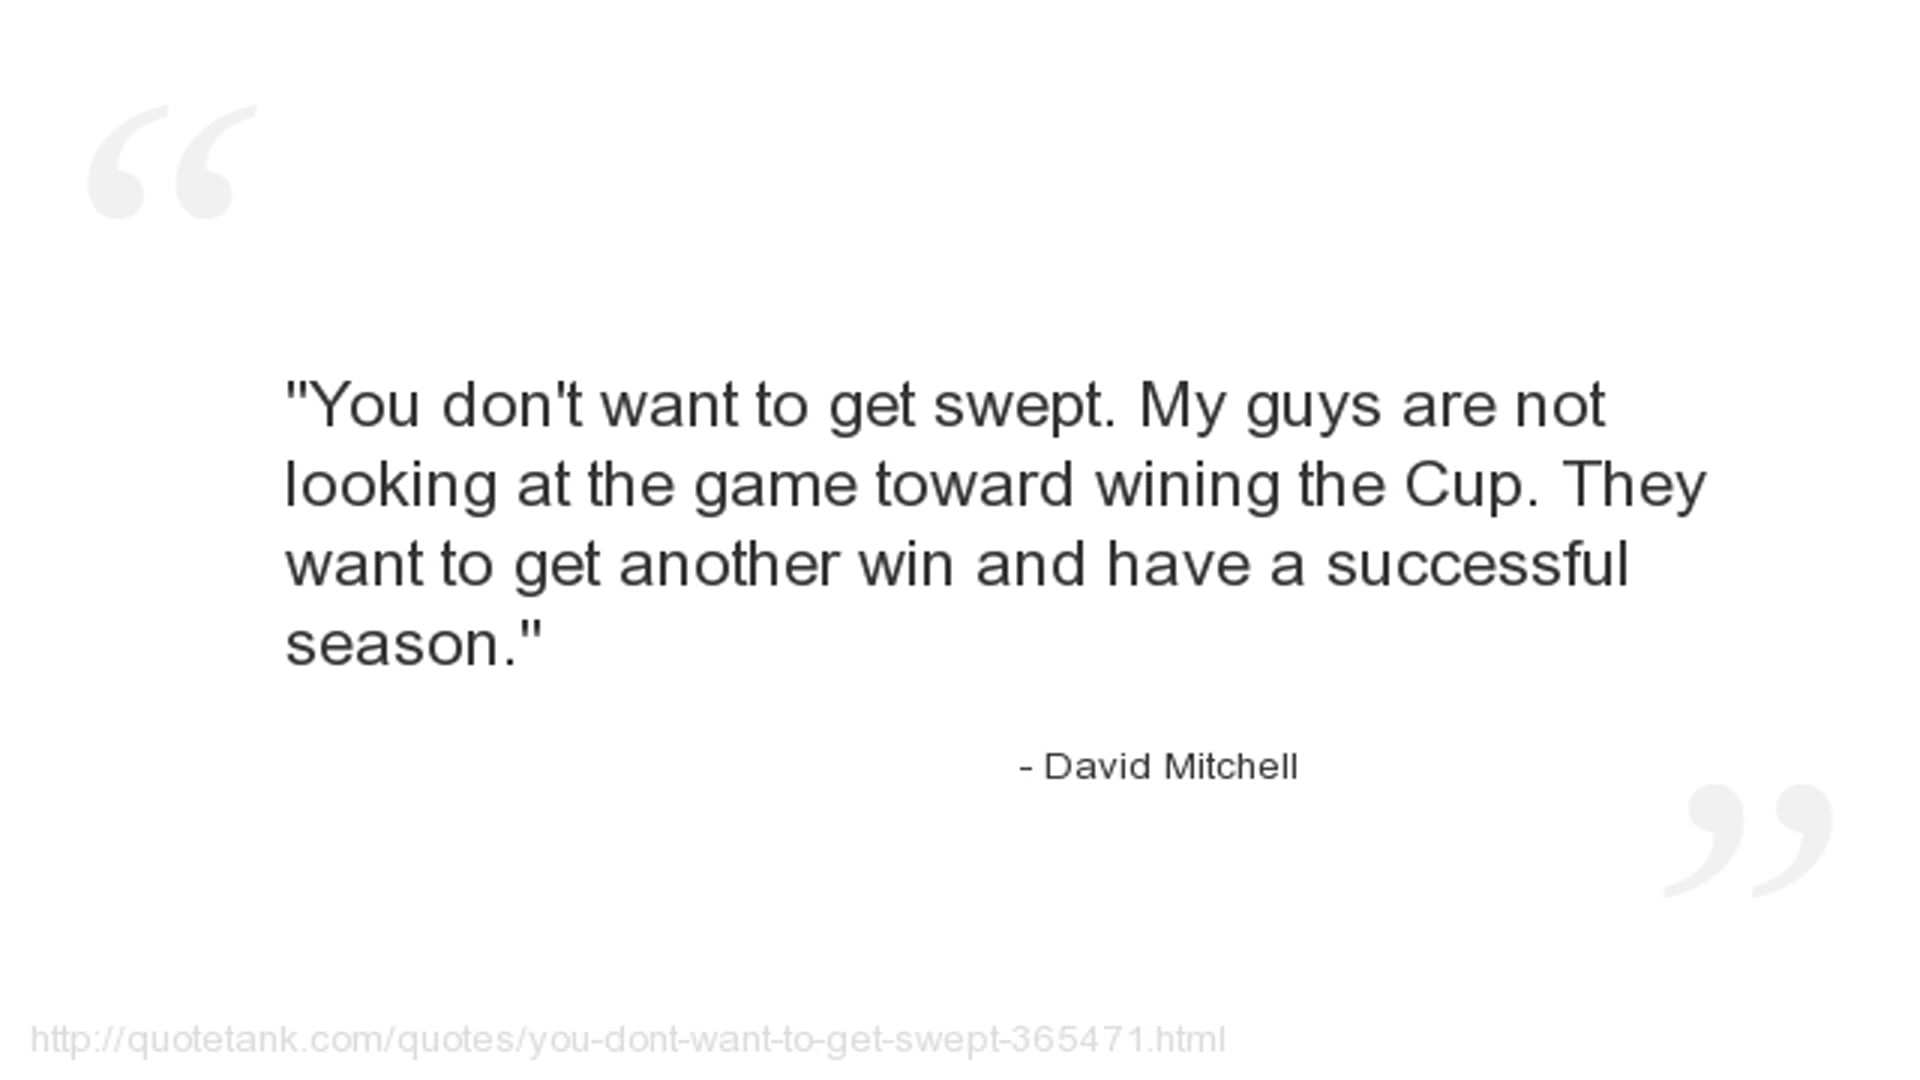 “
"You don't want to get swept. My guys are not
looking at the game toward wining the Cup. They
want to get another win and have a successful
season."
- David Mitchell
”
http://quotetank.com/quotes/you-dont-want-to-get-swept-365471.html